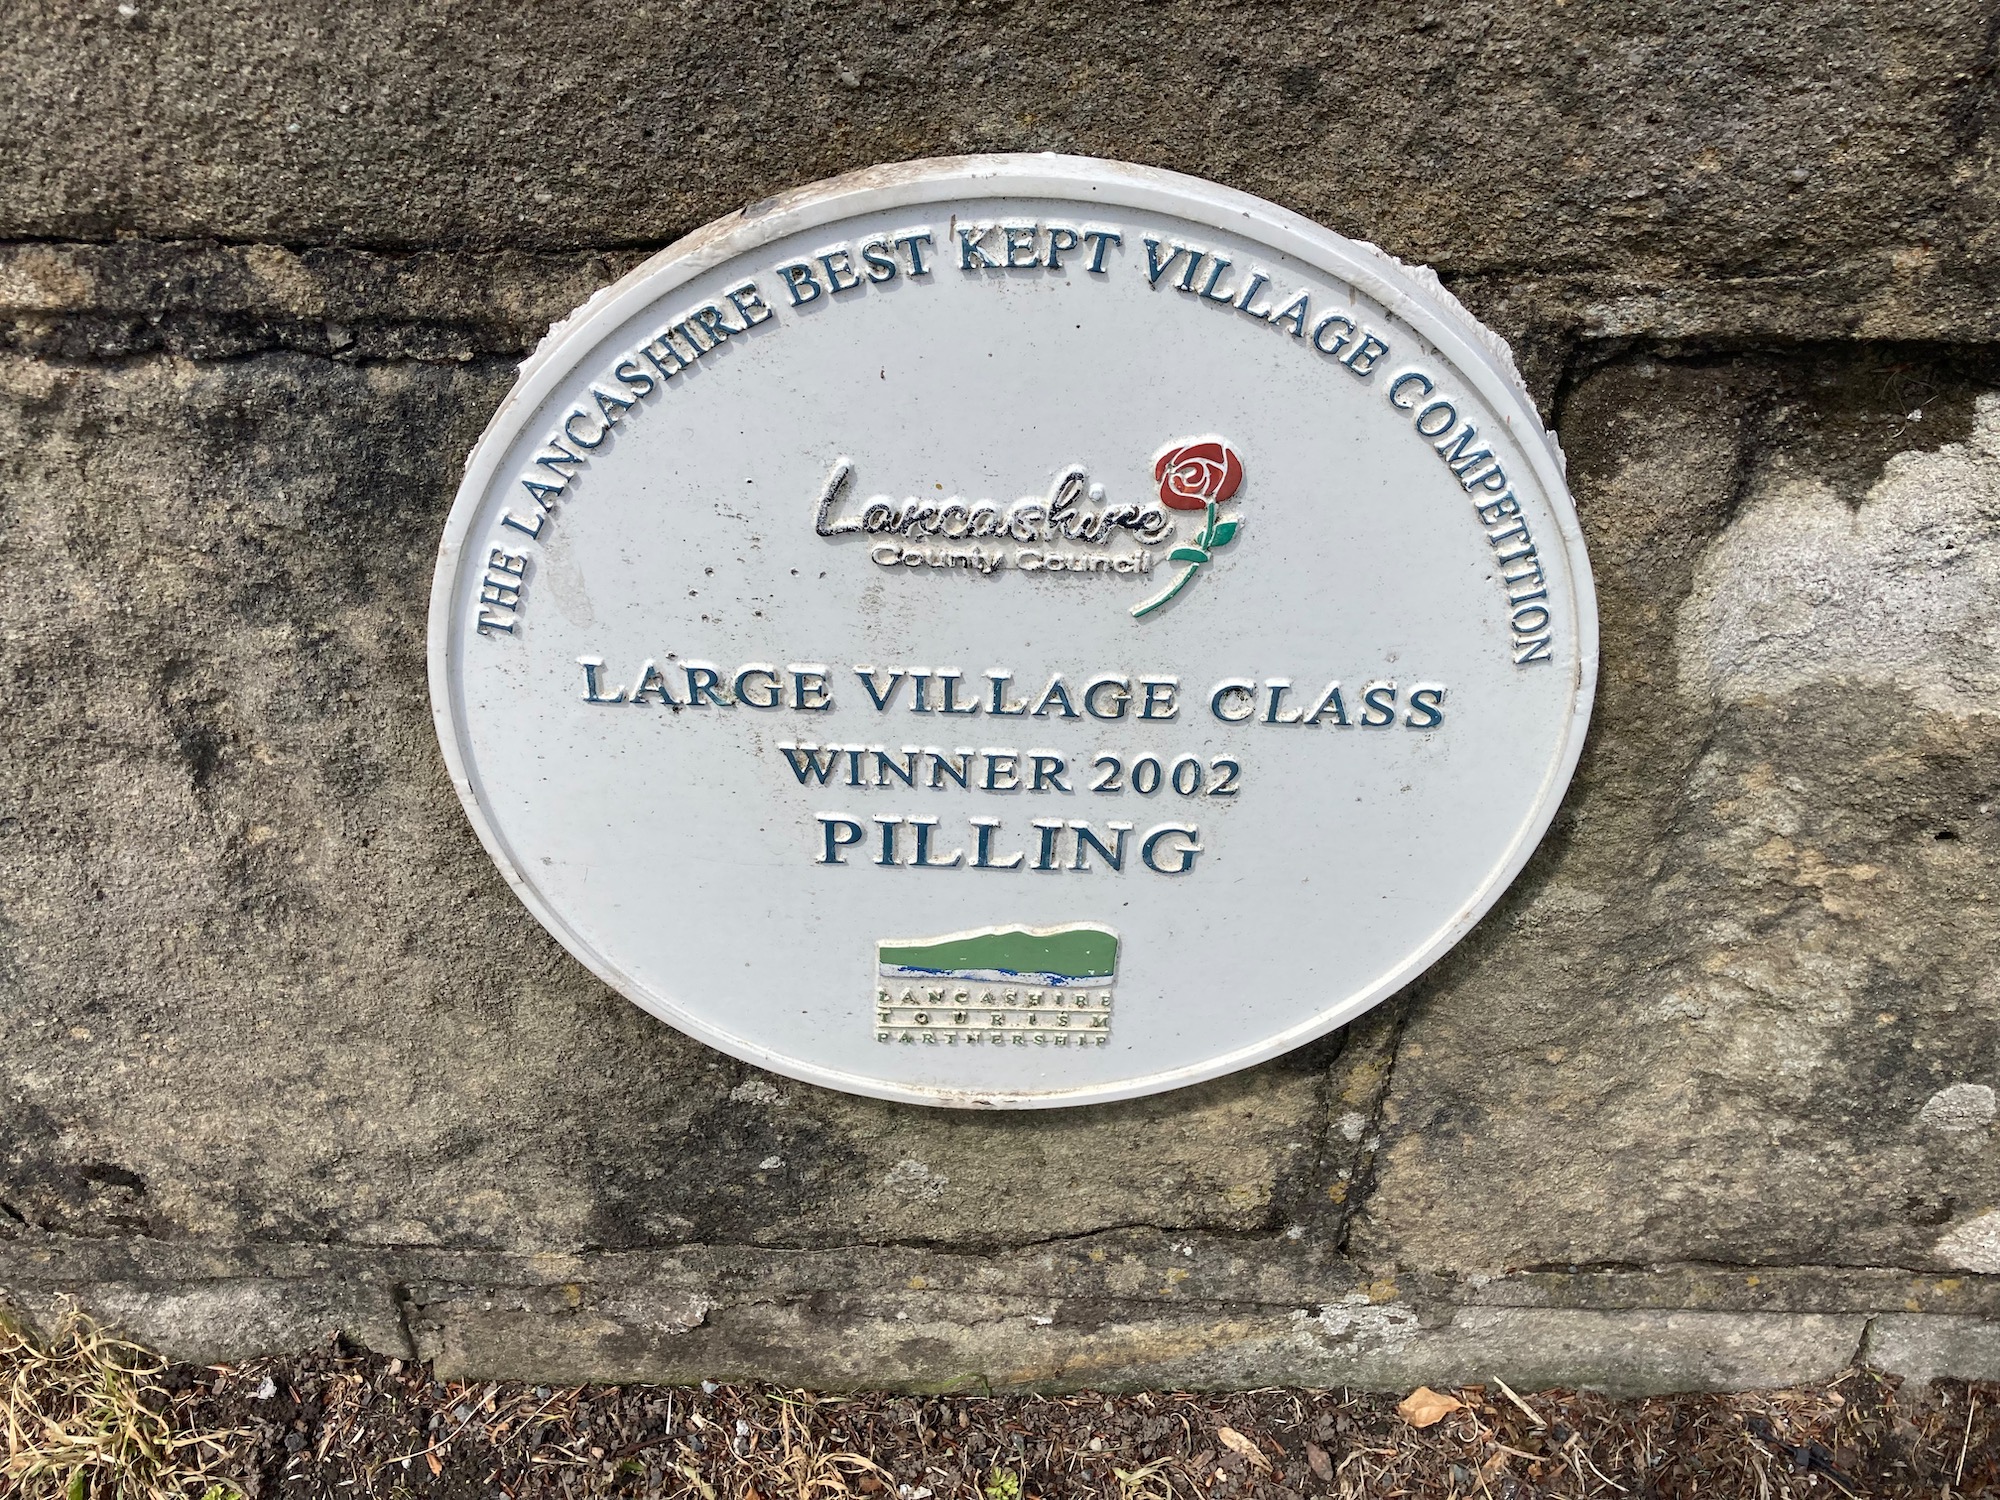 THE LANCASHIRE BEST KEPT VILLAGE COMPETITION
Lancashire
County Council
LARGE VILLAGE CLASS
WINNER 2002
PILLING
LANCASHIRE
TOURISM
PARTNERSHIP